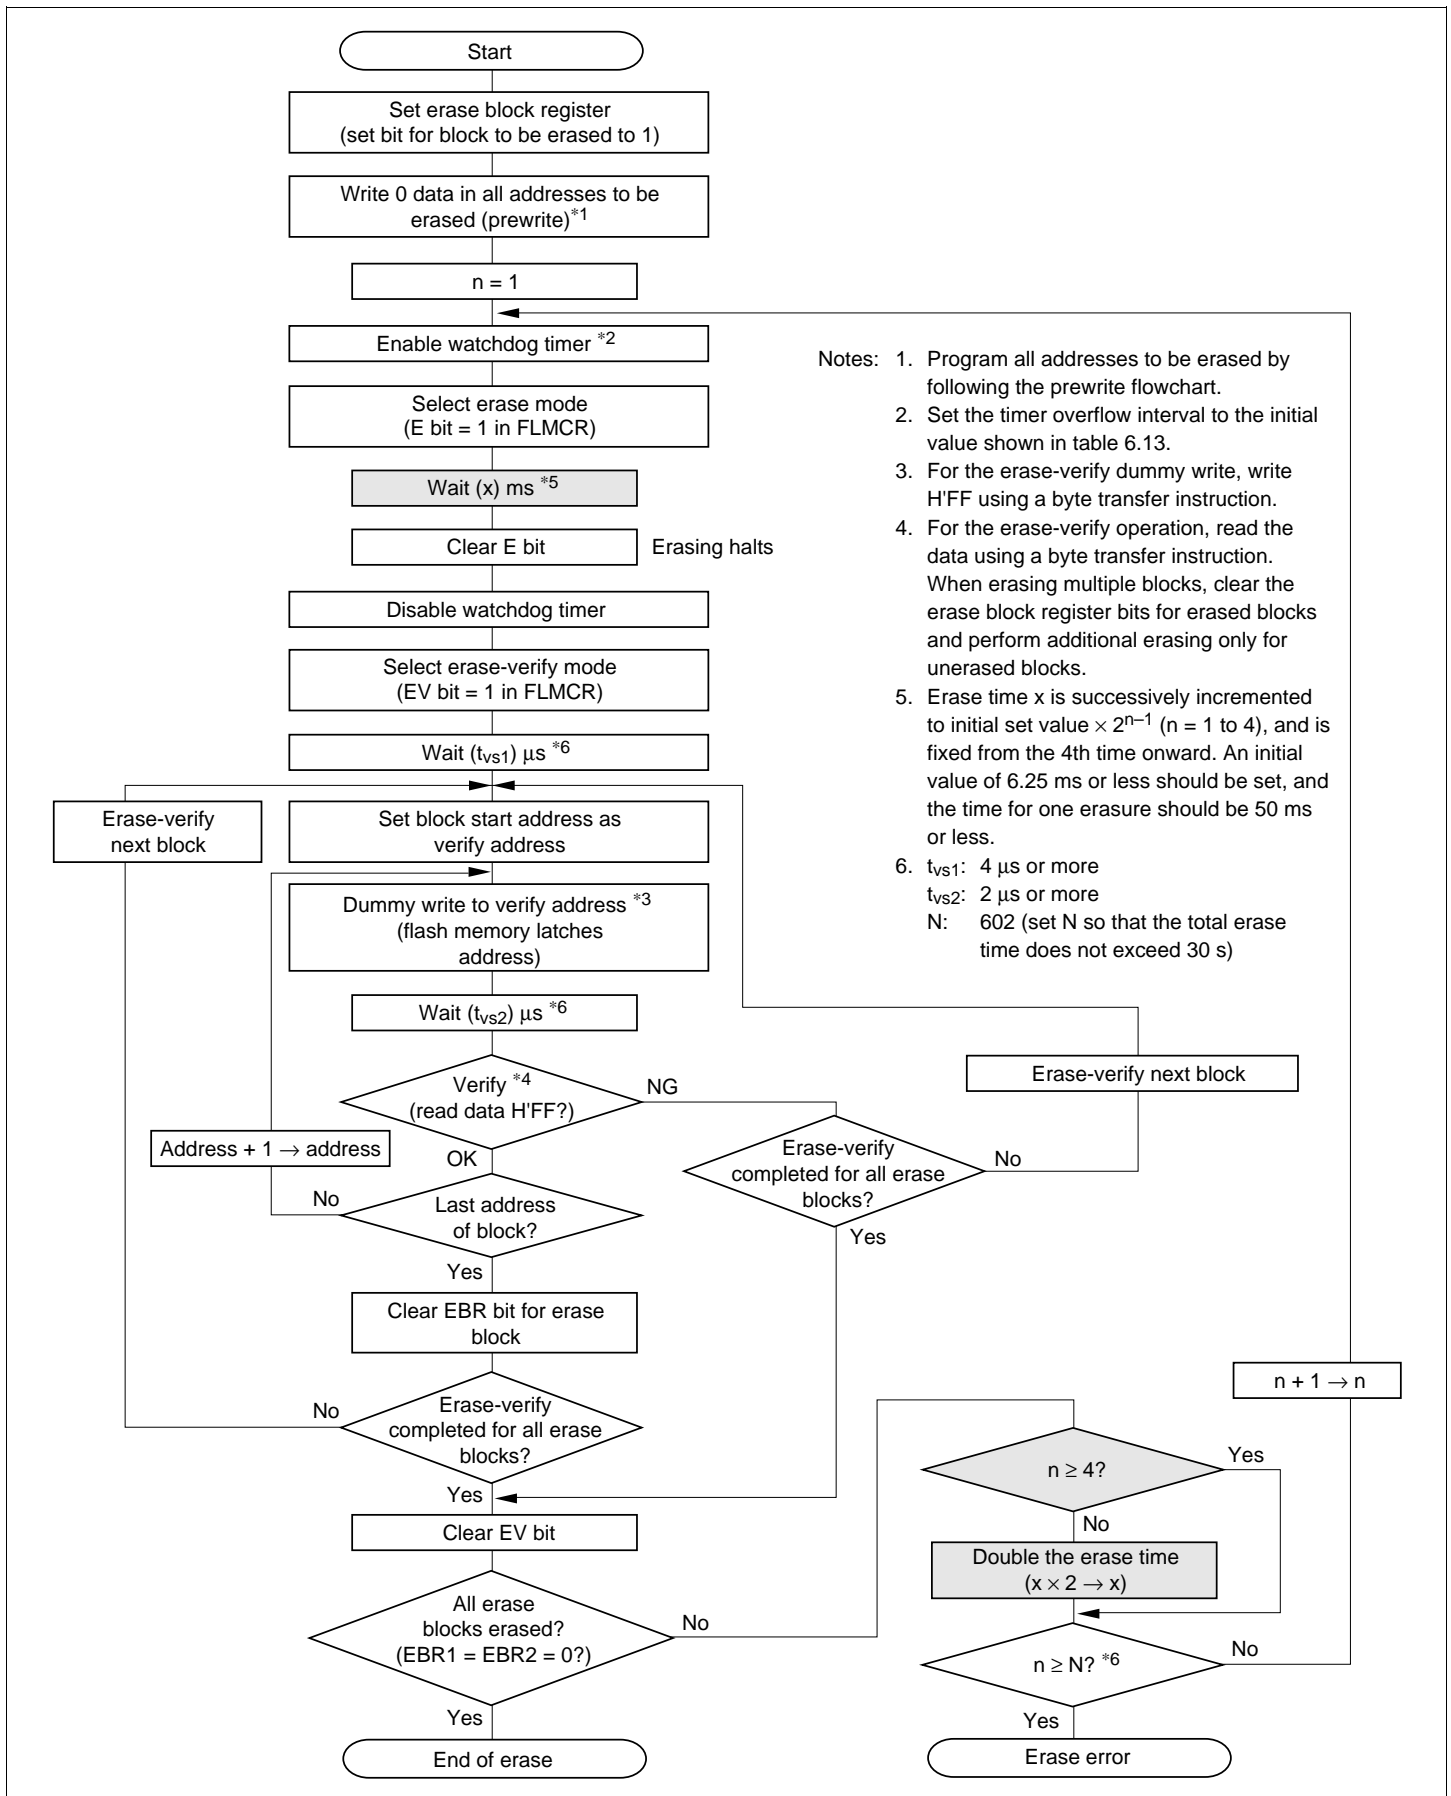 Start
Set erase block register
(set bit for block to be erased to 1)
Write 0 data in all addresses to be
erased (prewrite)*1
n = 1
Enable watchdog timer *2
Select erase mode
(E bit = 1 in FLMCR)
Wait (x) ms *5
Clear E bit
Erasing halts
Disable watchdog timer
Select erase-verify mode
(EV bit = 1 in FLMCR)
Wait (tvs1) μs *6
Erase-verify
next block
Set block start address as
verify address
Dummy write to verify address *3
(flash memory latches
address)
Wait (tvs2) μs *6
Verify *4
(read data H'FF?)
NG
OK
Address + 1 → address
No
Last address
of block?
Yes
Clear EBR bit for erase
block
No
Erase-verify
completed for all erase
blocks?
Yes
Clear EV bit
All erase
blocks erased?
(EBR1 = EBR2 = 0?)
No
Yes
End of erase
Notes: 1. Program all addresses to be erased by
following the prewrite flowchart.
2. Set the timer overflow interval to the initial
value shown in table 6.13.
3. For the erase-verify dummy write, write
H'FF using a byte transfer instruction.
4. For the erase-verify operation, read the
data using a byte transfer instruction.
When erasing multiple blocks, clear the
erase block register bits for erased blocks
and perform additional erasing only for
unerased blocks.
5. Erase time x is successively incremented
to initial set value × 2n–1 (n = 1 to 4), and is
fixed from the 4th time onward. An initial
value of 6.25 ms or less should be set, and
the time for one erasure should be 50 ms
or less.
6. tvs1: 4 μs or more
tvs2: 2 μs or more
N: 602 (set N so that the total erase
time does not exceed 30 s)
Erase-verify next block
Erase-verify
completed for all erase
blocks?
No
Yes
n + 1 → n
n ≥ 4?
Yes
No
Double the erase time
(x × 2 → x)
n ≥ N? *6
No
Yes
Erase error